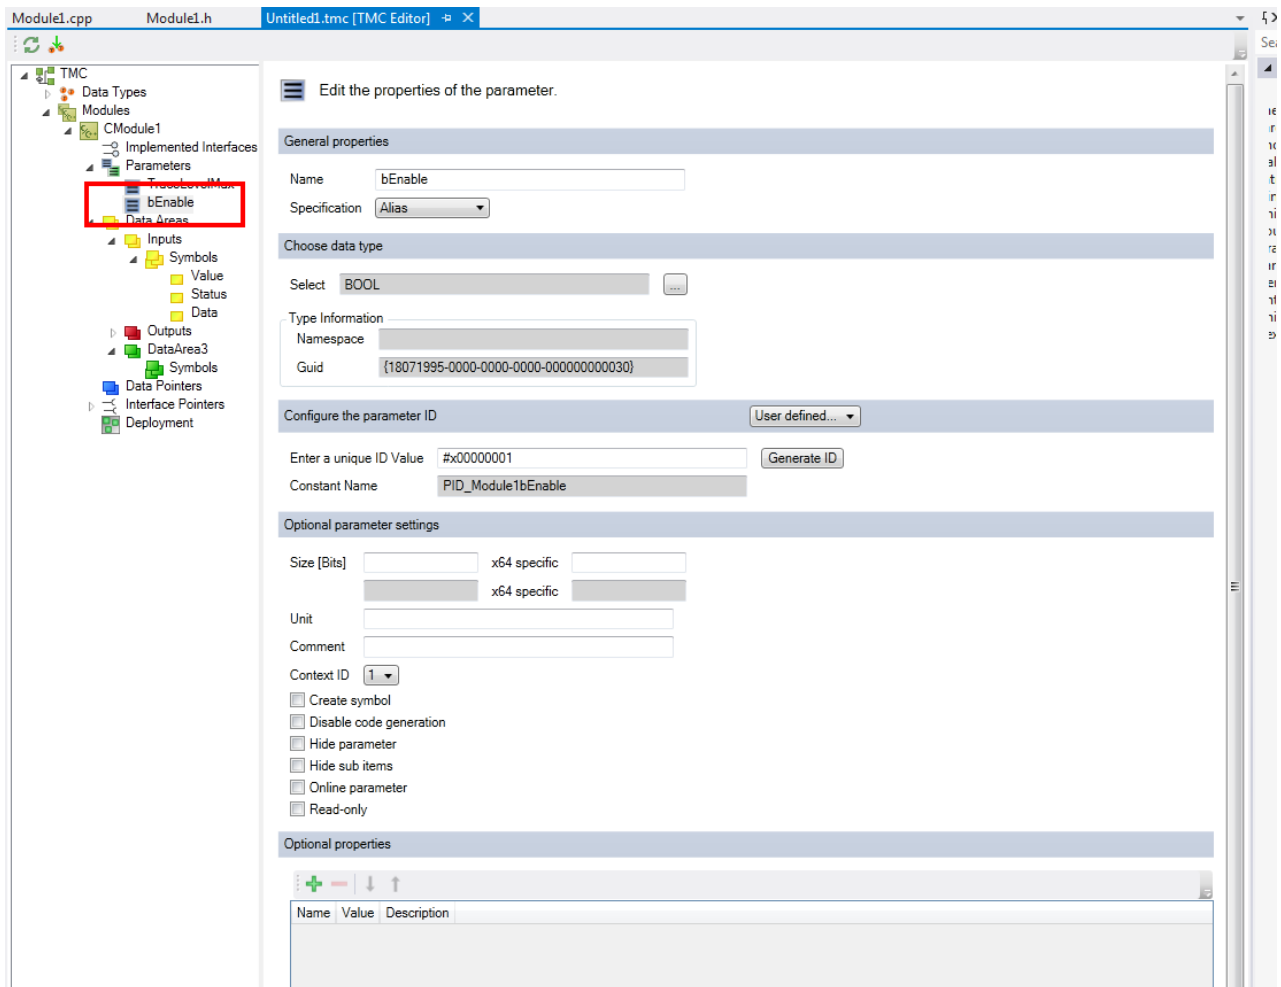 Module1.cpp Module1.h Untitled1.tmc [TMC Editor]
TMC
Data Types
Modules
CModule1
Implemented Interfaces
Parameters
TraceLevelMax
bEnable
Data Areas
Inputs
Symbols
Value
Status
Data
Outputs
DataArea3
Symbols
Data Pointers
Interface Pointers
Deployment
Edit the properties of the parameter.
General properties
Name bEnable
Specification Alias
Choose data type
Select BOOL ...
Type Information
Namespace
Guid {18071995-0000-0000-0000-000000000030}
Configure the parameter ID User defined...
Enter a unique ID Value #x00000001 Generate ID
Constant Name PID_Module1bEnable
Optional parameter settings
Size [Bits] x64 specific
x64 specific
Unit
Comment
Context ID 1
Create symbol
Disable code generation
Hide parameter
Hide sub items
Online parameter
Read-only
Optional properties
Name Value Description